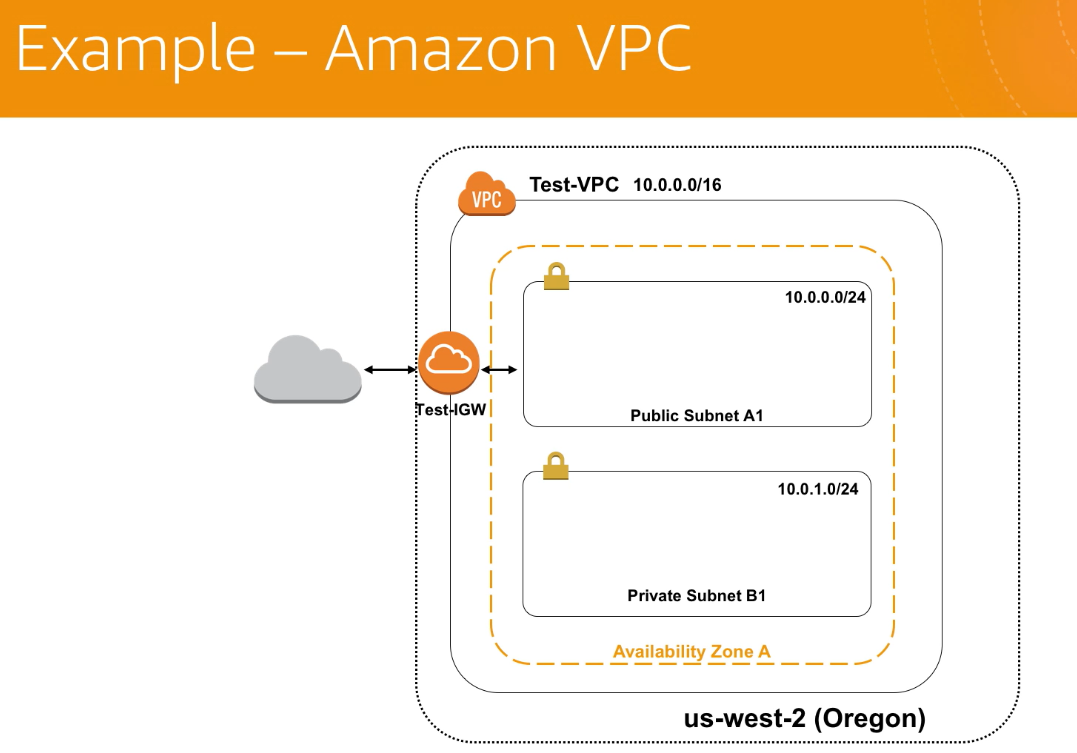 Example – Amazon VPC
VPC
Test-VPC 10.0.0.0/16
10.0.0.0/24
Public Subnet A1
Test-IGW
10.0.1.0/24
Private Subnet B1
Availability Zone A
us-west-2 (Oregon)